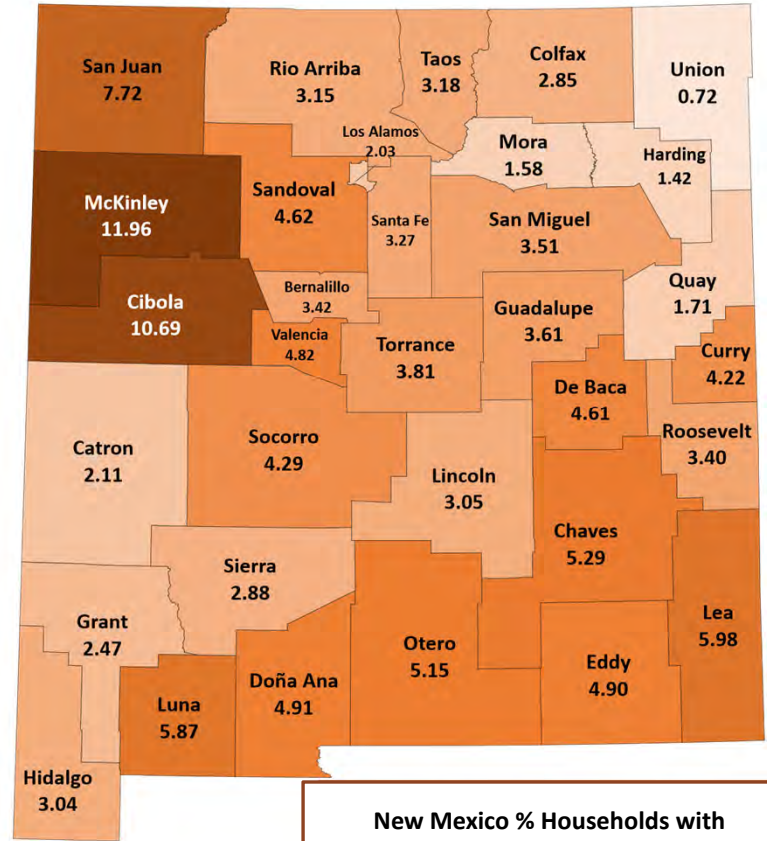 San Juan
7.72
Rio Arriba
3.15
Taos
3.18
Colfax
2.85
Union
0.72
Los Alamos
2.03
Mora
1.58
Harding
1.42
McKinley
11.96
Sandoval
4.62
Santa Fe
3.27
San Miguel
3.51
Quay
1.71
Cibola
10.69
Bernalillo
3.42
Valencia
4.82
Torrance
3.81
Guadalupe
3.61
Curry
4.22
De Baca
4.61
Roosevelt
3.40
Catron
2.11
Socorro
4.29
Lincoln
3.05
Chaves
5.29
Sierra
2.88
Grant
2.47
Lea
5.98
Otero
5.15
Eddy
4.90
Doña Ana
4.91
Luna
5.87
Hidalgo
3.04
New Mexico % Households with